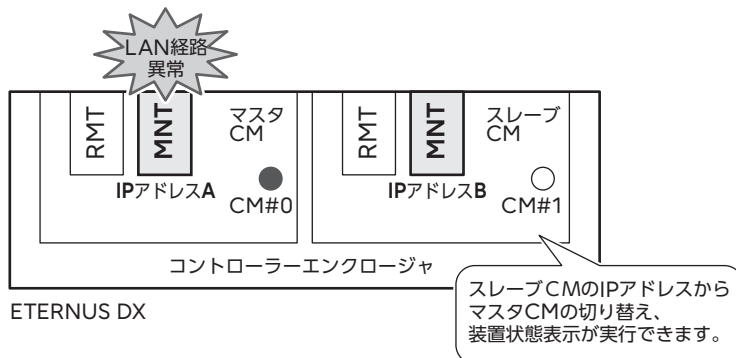 LAN経路
異常
RMT
MNT
マスタ
CM
IPアドレスA
CM#0
RMT
MNT
スレーブ
CM
IPアドレスB
CM#1
コントローラーエンクロージャ
ETERNUS DX
スレーブCMのIPアドレスから
マスタCMの切り替え、
装置状態表示が実行できます。